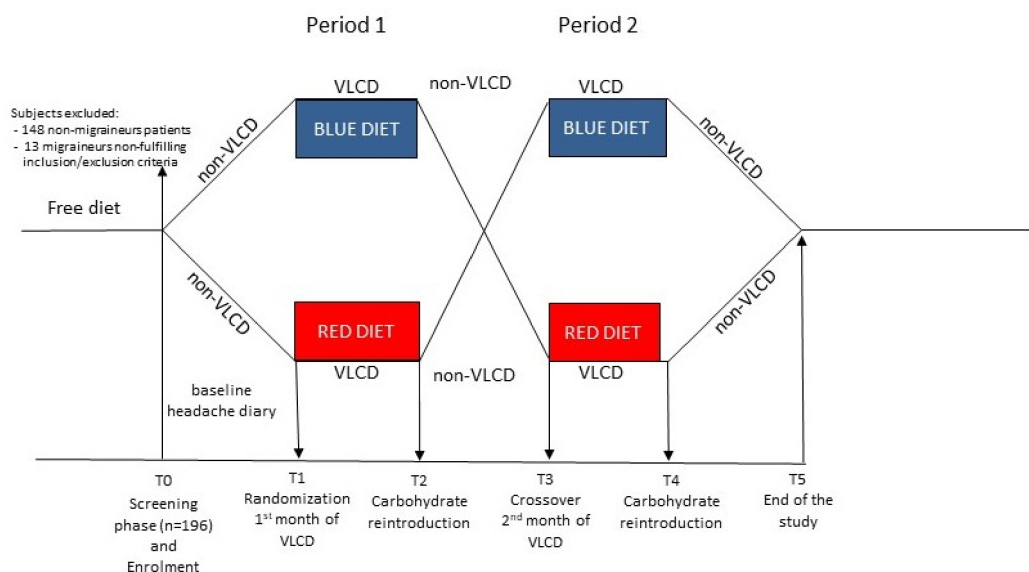 Period 1
Period 2
VLCD
non-VLCD
VLCD
Subjects excluded:
- 148 non-migraineurs patients
- 13 migraineurs non-fulfilling
inclusion/exclusion criteria
non-VLCD
BLUE DIET
BLUE DIET
non-VLCD
Free diet
non-VLCD
RED DIET
RED DIET
non-VLCD
VLCD
non-VLCD
VLCD
baseline
headache diary
T0
Screening
phase (n=196)
and
Enrolment
T1
Randomization
1st month of
VLCD
T2
Carbohydrate
reintroduction
T3
Crossover
2nd month of
VLCD
T4
Carbohydrate
reintroduction
T5
End of the
study